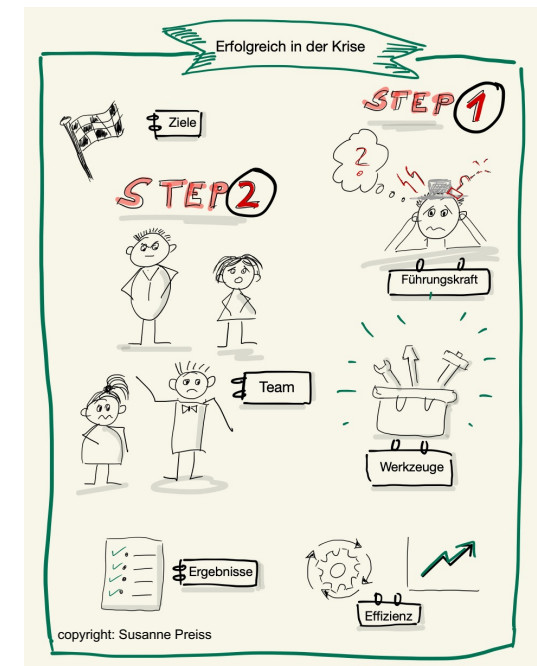 Erfolgreich in der Krise
STEP 1
Ziele
?
STEP 2
Führungskraft
Team
Werkzeuge
Ergebnisse
Effizienz
copyright: Susanne Preiss